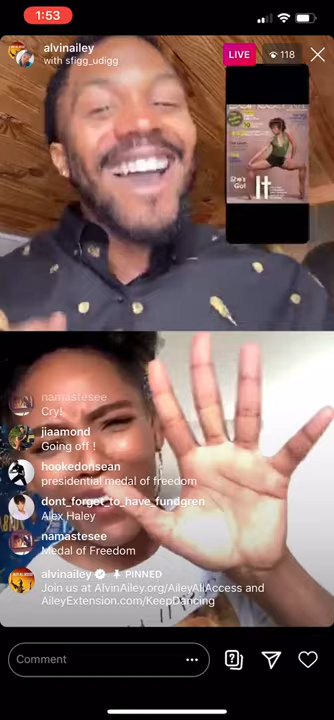 1:53
alvinailey
with sfigg_udigg
LIVE
118
She's
Got
It
namastesee
Cry!
jiaamond
Going off !
hookedonsean
presidential medal of freedom
dont_forget_to_have_fundgren
Alex Haley
namastesee
Medal of Freedom
alvinailey PINNED
Join us at AlvinAiley.org/AileyAllAccess and
AileyExtension.com/KeepDancing
Comment